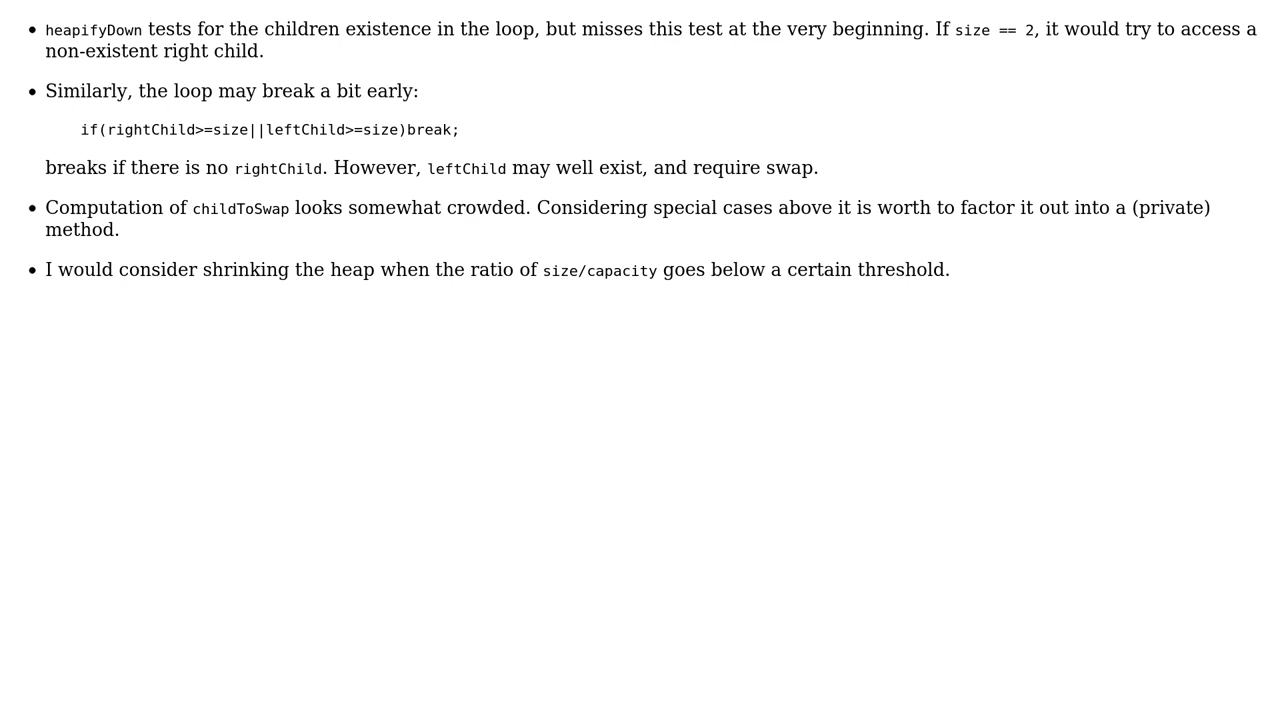 • heapifyDown tests for the children existence in the loop, but misses this test at the very beginning. If size == 2, it would try to access a
non-existent right child.
• Similarly, the loop may break a bit early:
if(rightChild>=size||leftChild>=size)break;
breaks if there is no rightChild. However, leftChild may well exist, and require swap.
• Computation of childToSwap looks somewhat crowded. Considering special cases above it is worth to factor it out into a (private)
method.
• I would consider shrinking the heap when the ratio of size/capacity goes below a certain threshold.